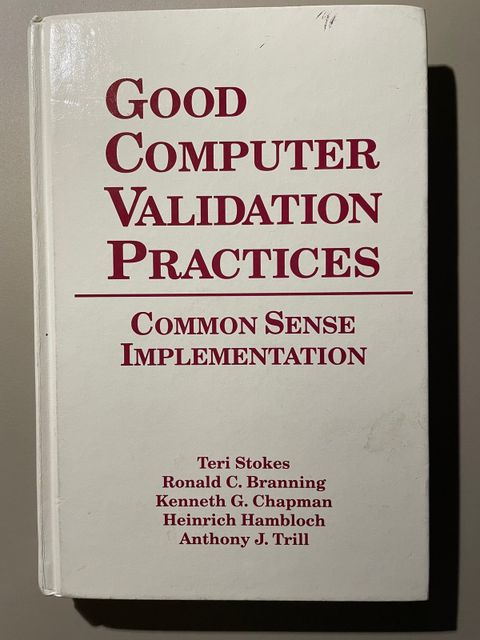 GOOD
COMPUTER
VALIDATION
PRACTICES
COMMON SENSE
IMPLEMENTATION
Teri Stokes
Ronald C. Branning
Kenneth G. Chapman
Heinrich Hambloch
Anthony J. Trill